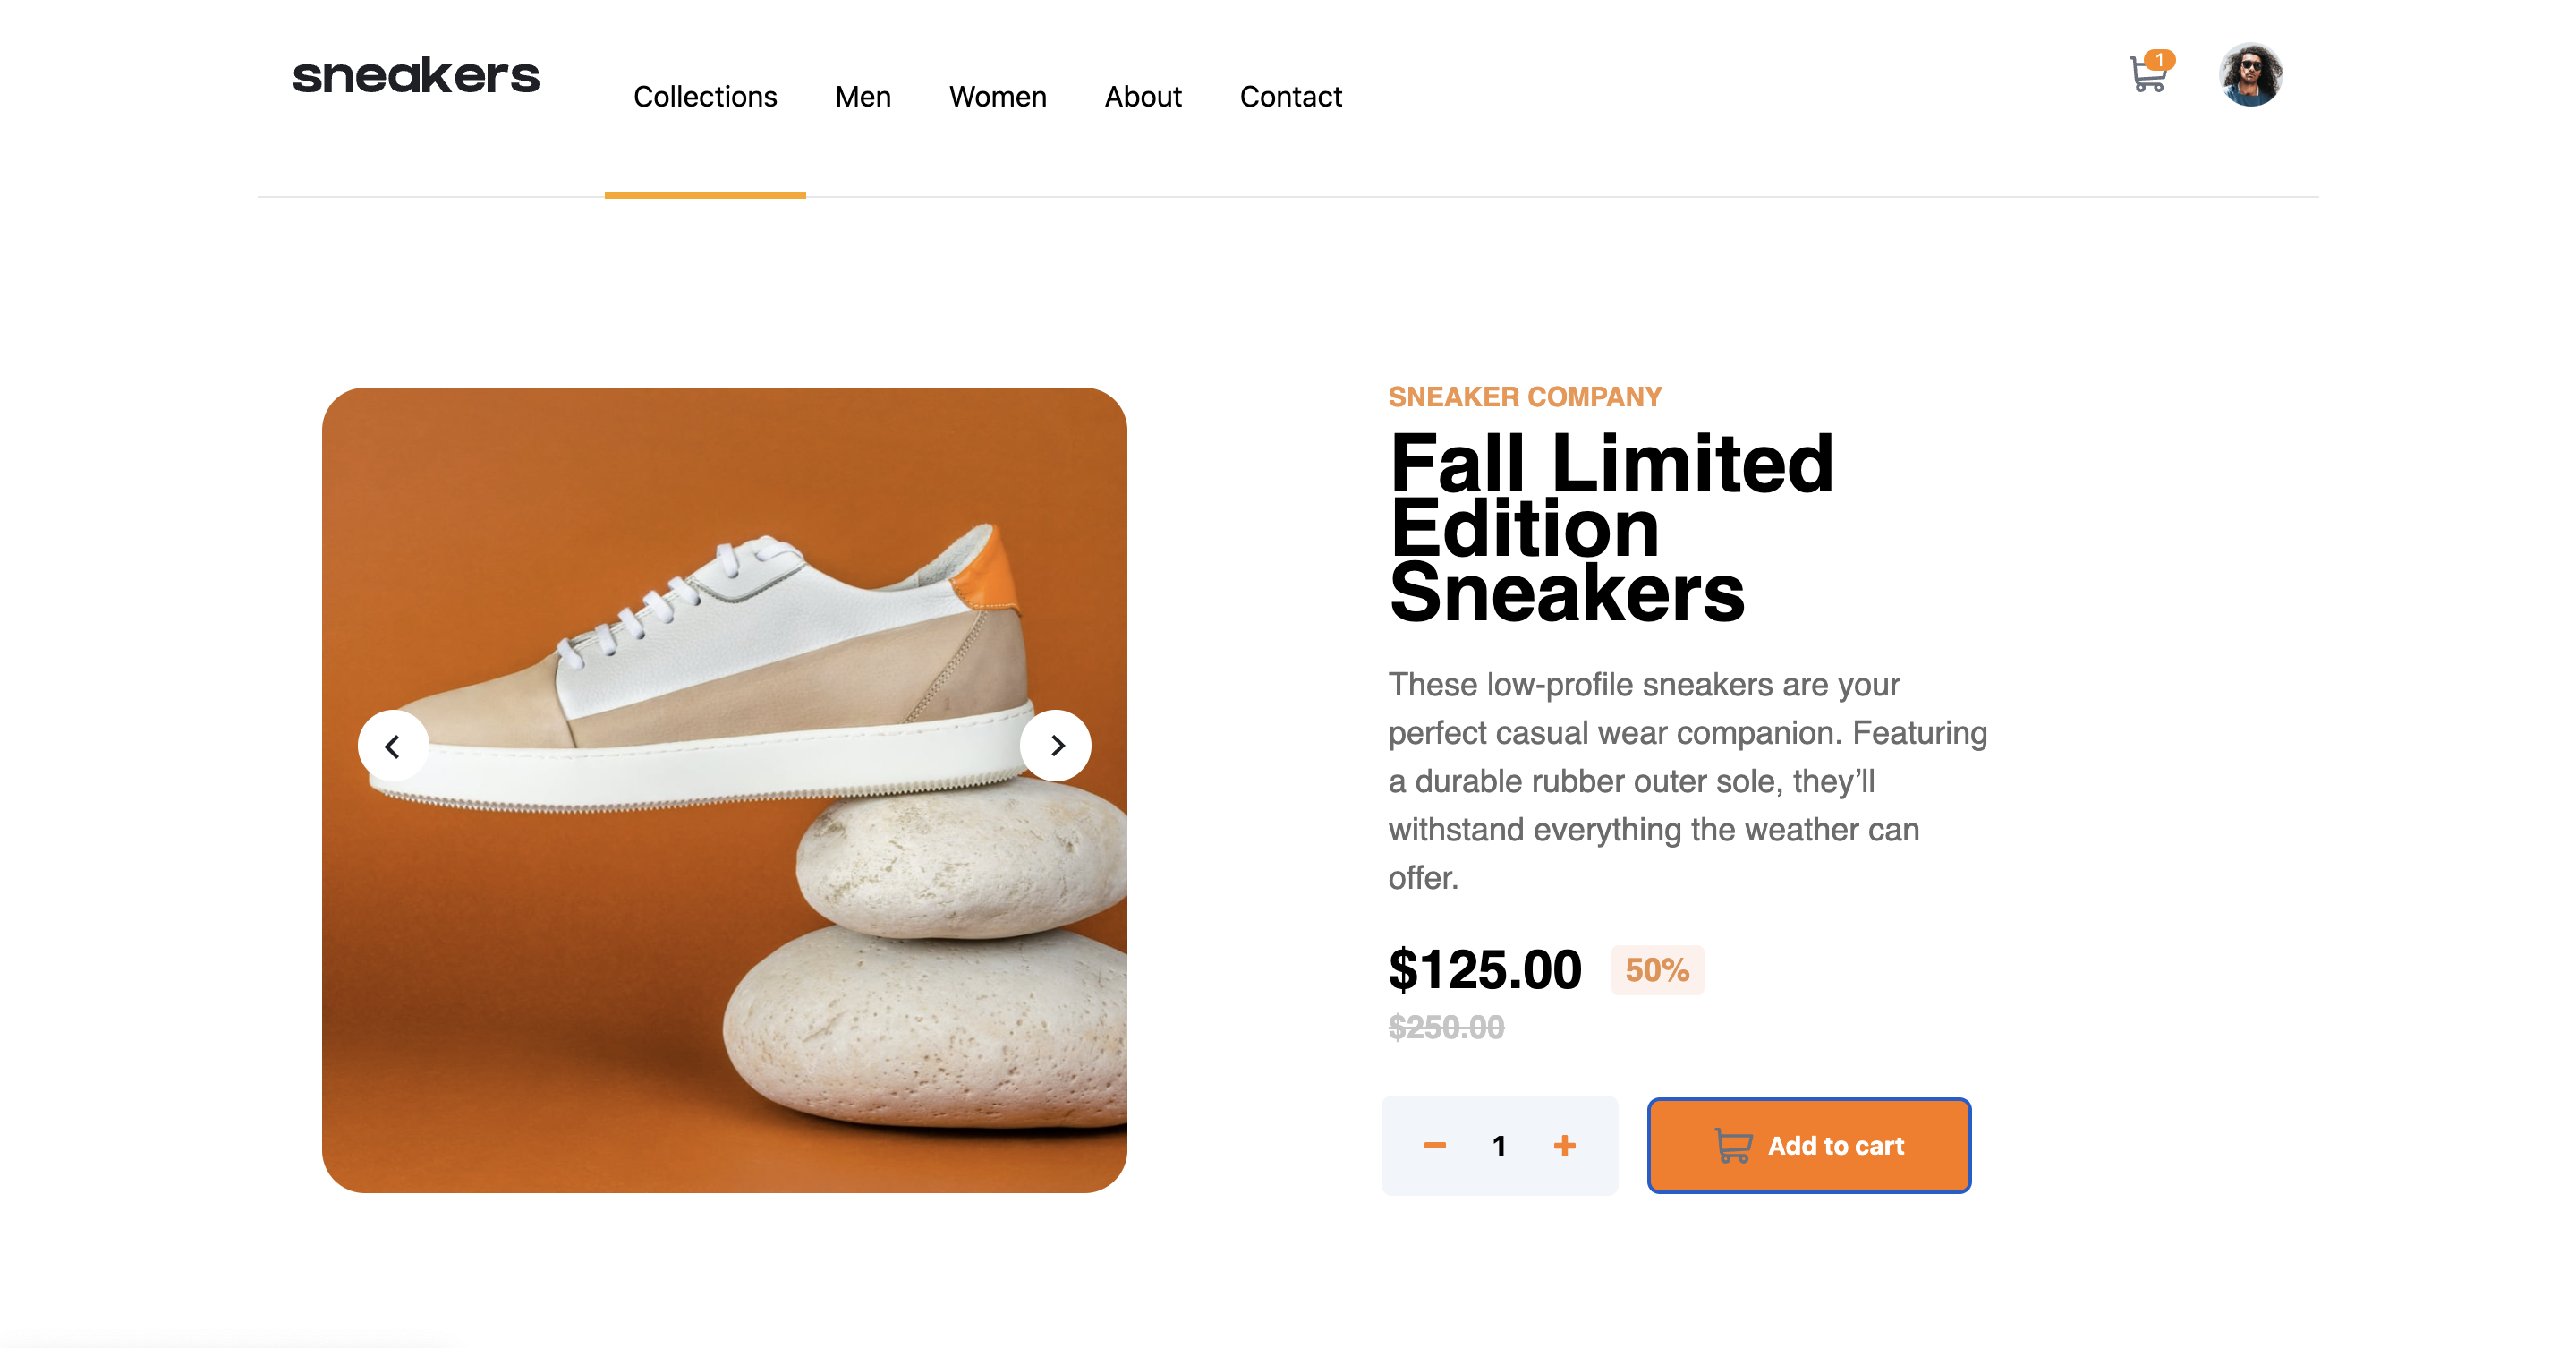 sneakers
Collections Men Women About Contact
1
SNEAKER COMPANY
Fall Limited
Edition
Sneakers
These low-profile sneakers are your
perfect casual wear companion. Featuring
a durable rubber outer sole, they’ll
withstand everything the weather can
offer.
$125.00 50%
$250.00
1
Add to cart